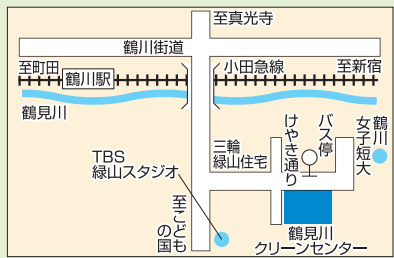 至真光寺
鶴川街道
至町田
鶴川駅
小田急線
至新宿
鶴見川
TBS
緑山スタジオ
三輪
緑山住宅
けやき通り
バス停
鶴川
女子短大
至こども
の国
鶴見川
クリーンセンター